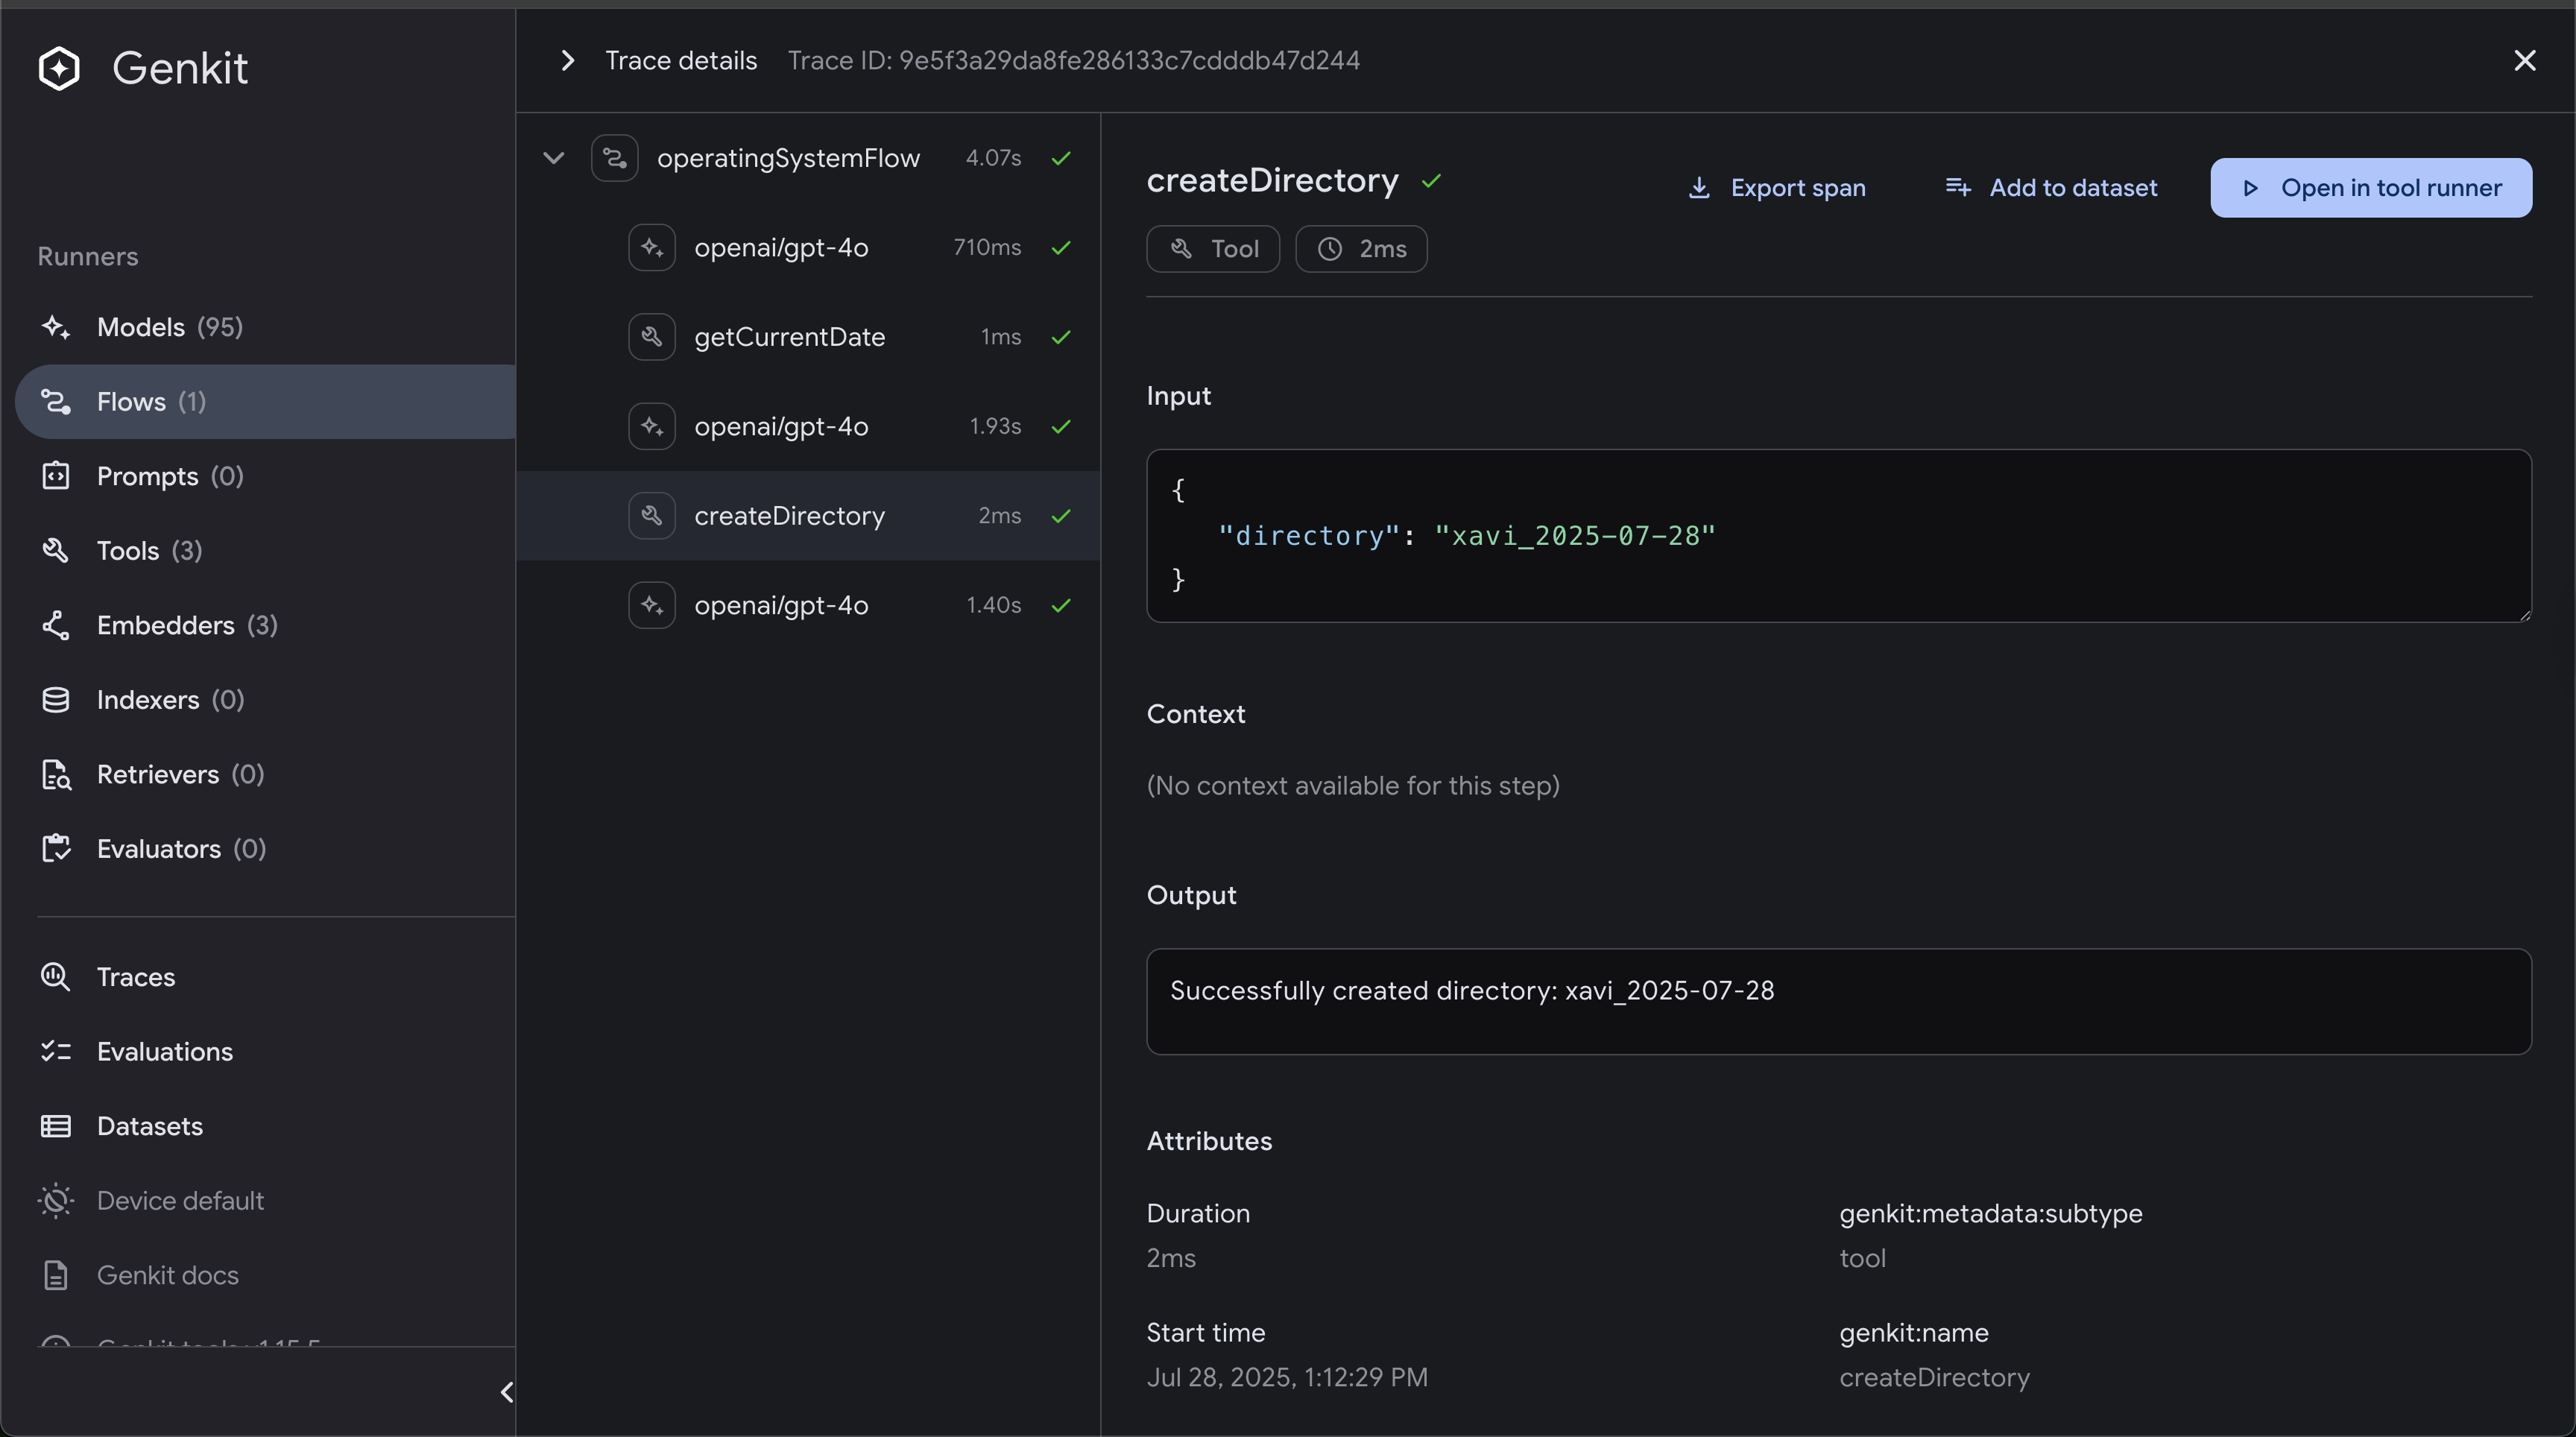 Genkit
Runners
Models (95)
Flows (1)
Prompts (0)
Tools (3)
Embedders (3)
Indexers (0)
Retrievers (0)
Evaluators (0)
Traces
Evaluations
Datasets
Device default
Genkit docs
Genkit tools v1.15.5
Trace details Trace ID: 9e5f3a29da8fe286133c7cdddb47d244
operatingSystemFlow 4.07s
openai/gpt-4o 710ms
getCurrentDate 1ms
openai/gpt-4o 1.93s
createDirectory 2ms
openai/gpt-4o 1.40s
createDirectory
Export span
Add to dataset
Open in tool runner
Tool 2ms
Input
{
"directory": "xavi_2025-07-28"
}
Context
(No context available for this step)
Output
Successfully created directory: xavi_2025-07-28
Attributes
Duration
2ms
genkit:metadata:subtype
tool
Start time
Jul 28, 2025, 1:12:29 PM
genkit:name
createDirectory